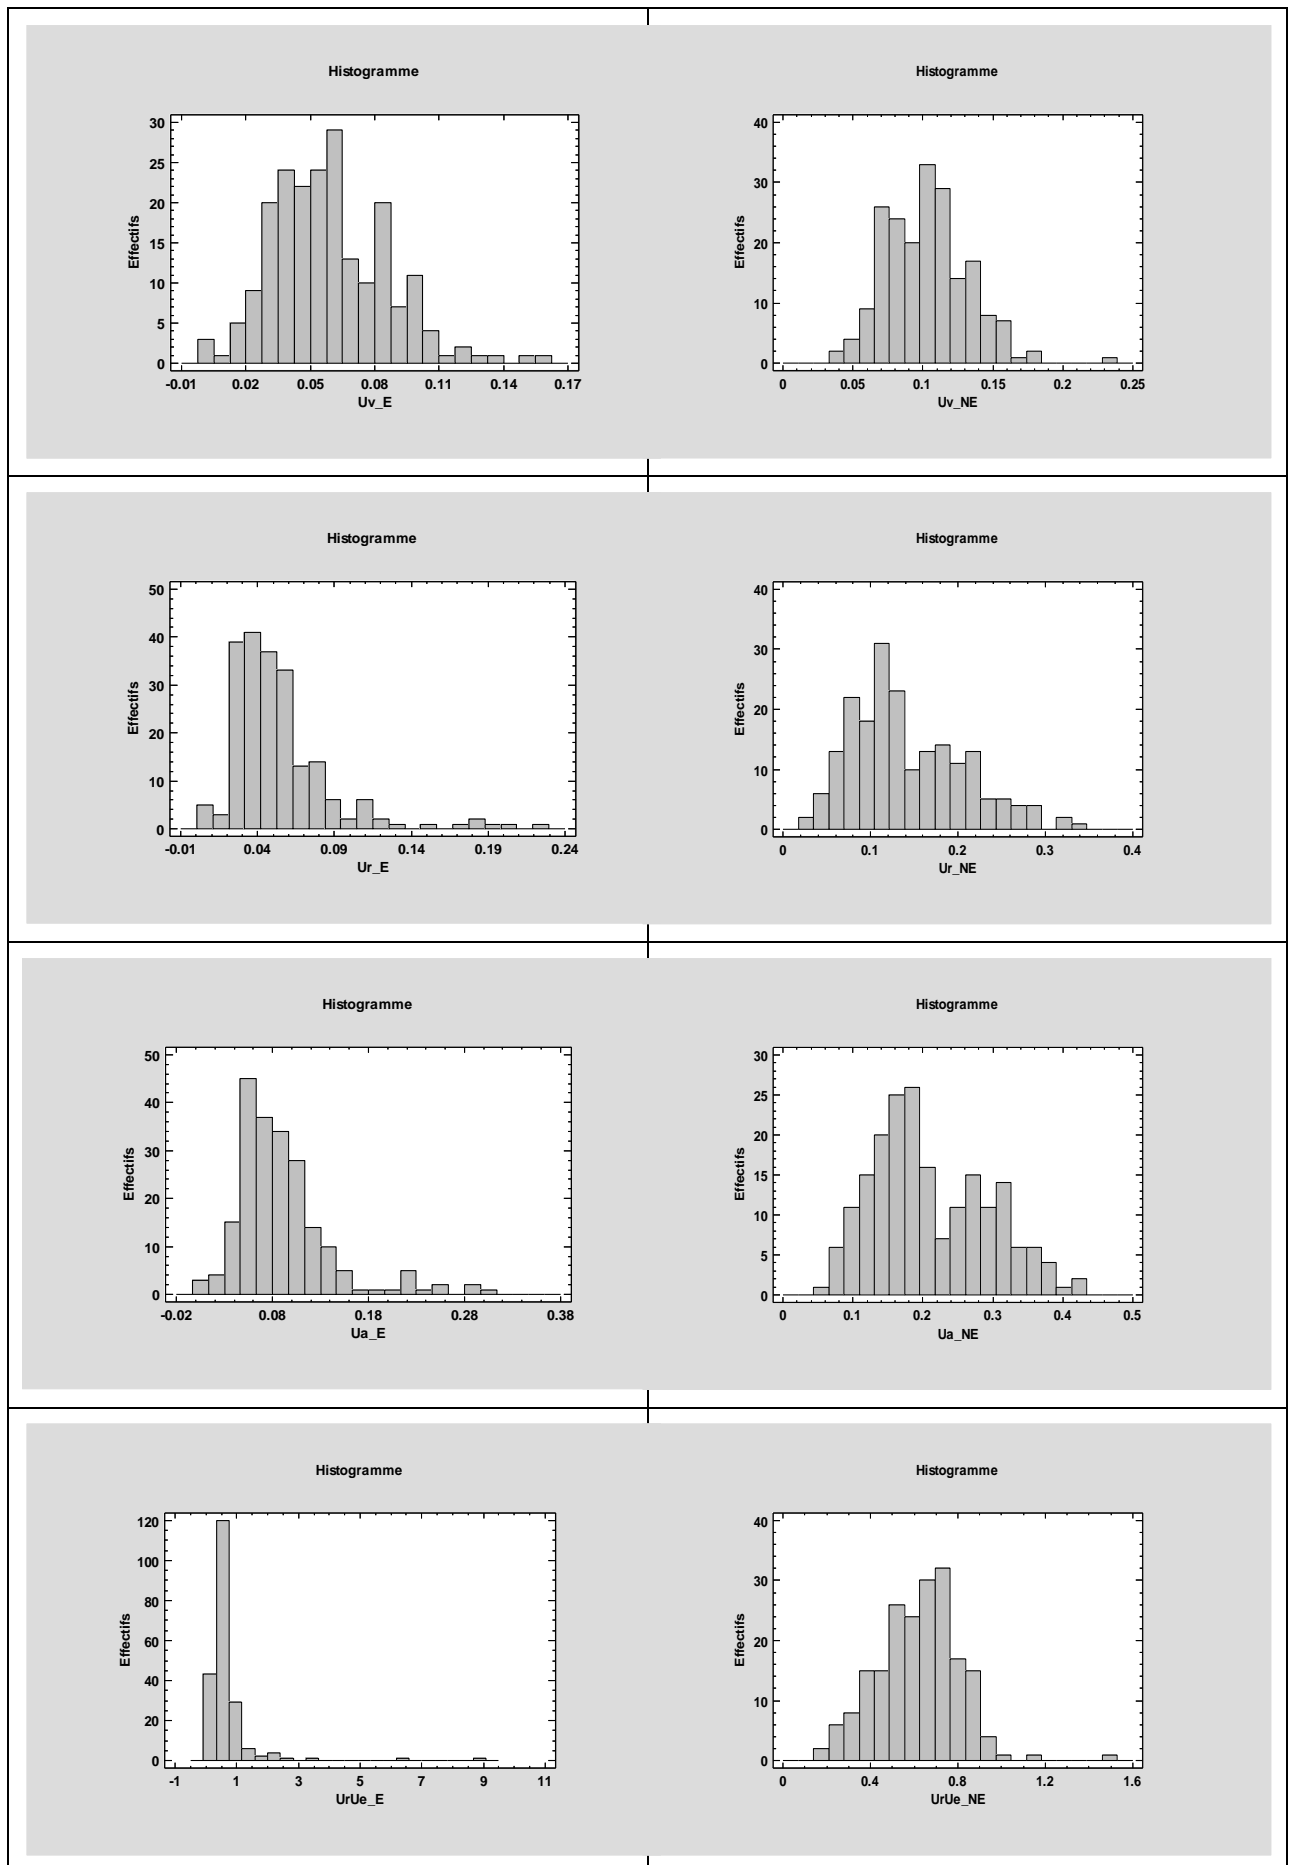 Histogramme
Effectifs
30
25
20
15
10
5
0
-0.01 0.02 0.05 0.08 0.11 0.14 0.17
Uv_E
Histogramme
Effectifs
40
30
20
10
0
0 0.05 0.1 0.15 0.2 0.25
Uv_NE
Histogramme
Effectifs
50
40
30
20
10
0
-0.01 0.04 0.09 0.14 0.19 0.24
Ur_E
Histogramme
Effectifs
40
30
20
10
0
0 0.1 0.2 0.3 0.4
Ur_NE
Histogramme
Effectifs
50
40
30
20
10
0
-0.02 0.08 0.18 0.28 0.38
Ua_E
Histogramme
Effectifs
30
25
20
15
10
5
0
0 0.1 0.2 0.3 0.4 0.5
Ua_NE
Histogramme
Effectifs
120
100
80
60
40
20
0
-1 1 3 5 7 9 11
UrUe_E
Histogramme
Effectifs
40
30
20
10
0
0 0.4 0.8 1.2 1.6
UrUe_NE